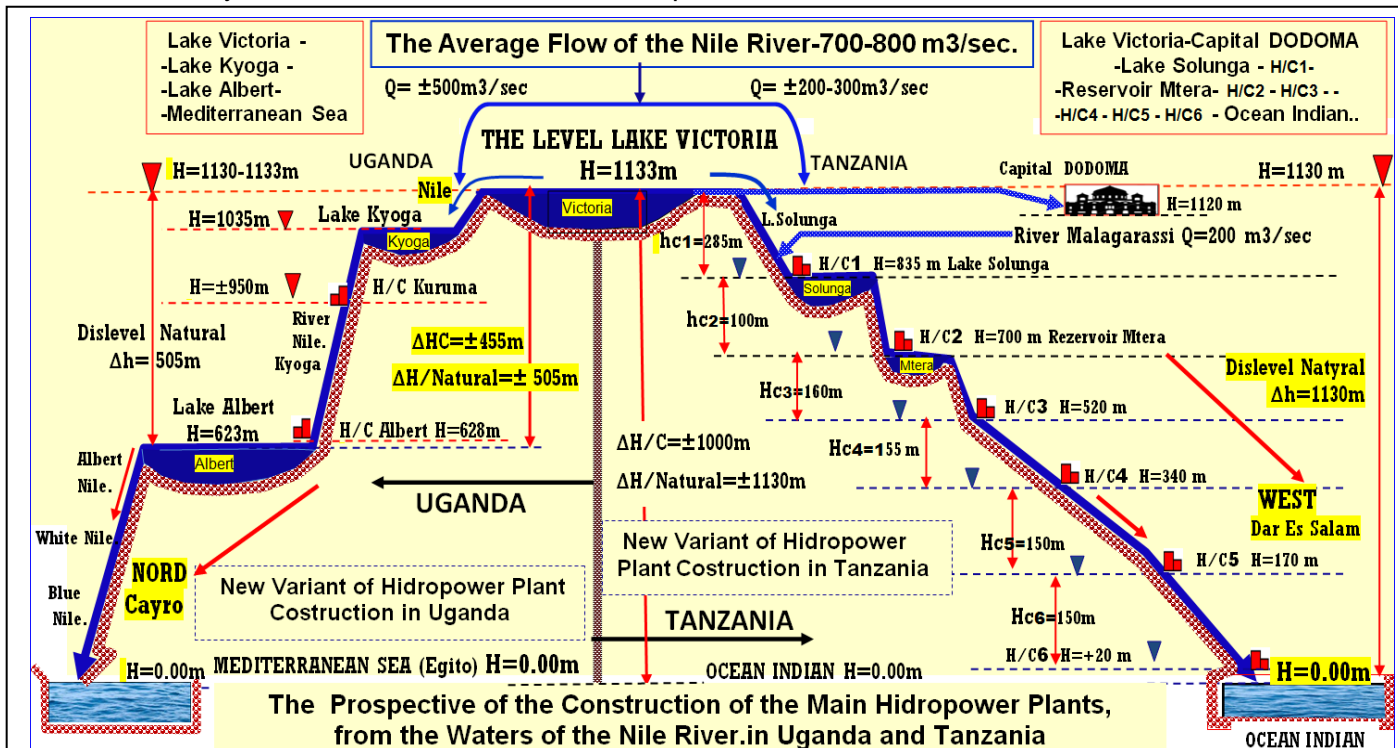 Lake Victoria -
-Lake Kyoga -
-Lake Albert-
-Mediterranean Sea
The Average Flow of the Nile River-700-800 m3/sec.
Lake Victoria-Capital DODOMA
-Lake Solunga - H/C1-
-Reservoir Mtera- H/C2 - H/C3 - -
-H/C4 - H/C5 - H/C6 - Ocean Indian..
Q= ±500m3/sec
Q= ±200-300m3/sec
THE LEVEL LAKE VICTORIA
H=1133m
UGANDA
TANZANIA
H=1130-1133m
Nile
Victoria
Capital DODOMA
H=1130 m
H=1120 m
H=1035m
Lake Kyoga
Kyoga
L.Solunga
River Malagarassi Q=200 m3/sec
hc1=285m
H/C1 H=835 m Lake Solunga
Solunga
H=±950m
H/C Kuruma
River
Nile.
Kyoga
hc2=100m
Dislevel Natural
Δh= 505m
ΔHC=±455m
ΔH/Natural=± 505m
H/C2 H=700 m Rezervoir Mtera
Mtera
Dislevel Natyral
Δh=1130m
Hc3=160m
H/C3 H=520 m
Lake Albert
H=623m
H/C Albert H=628m
Albert
Albert
Nile.
ΔH/C=±1000m
ΔH/Natural=±1130m
Hc4=155 m
H/C4 H=340 m
UGANDA
WEST
Dar Es Salam
White Nile.
NORD
Cayro
Blue
Nile.
New Variant of Hidropower Plant
Costruction in Uganda
New Variant of Hidropower
Plant Costruction in Tanzania
Hc5=150m
H/C5 H=170 m
Hc6=150m
TANZANIA
H/C6 H=+20 m
H=0.00m
MEDITERRANEAN SEA (Egito) H=0.00m
OCEAN INDIAN H=0.00m
H=0.00m
The Prospective of the Construction of the Main Hidropower Plants,
from the Waters of the Nile River.in Uganda and Tanzania
OCEAN INDIAN